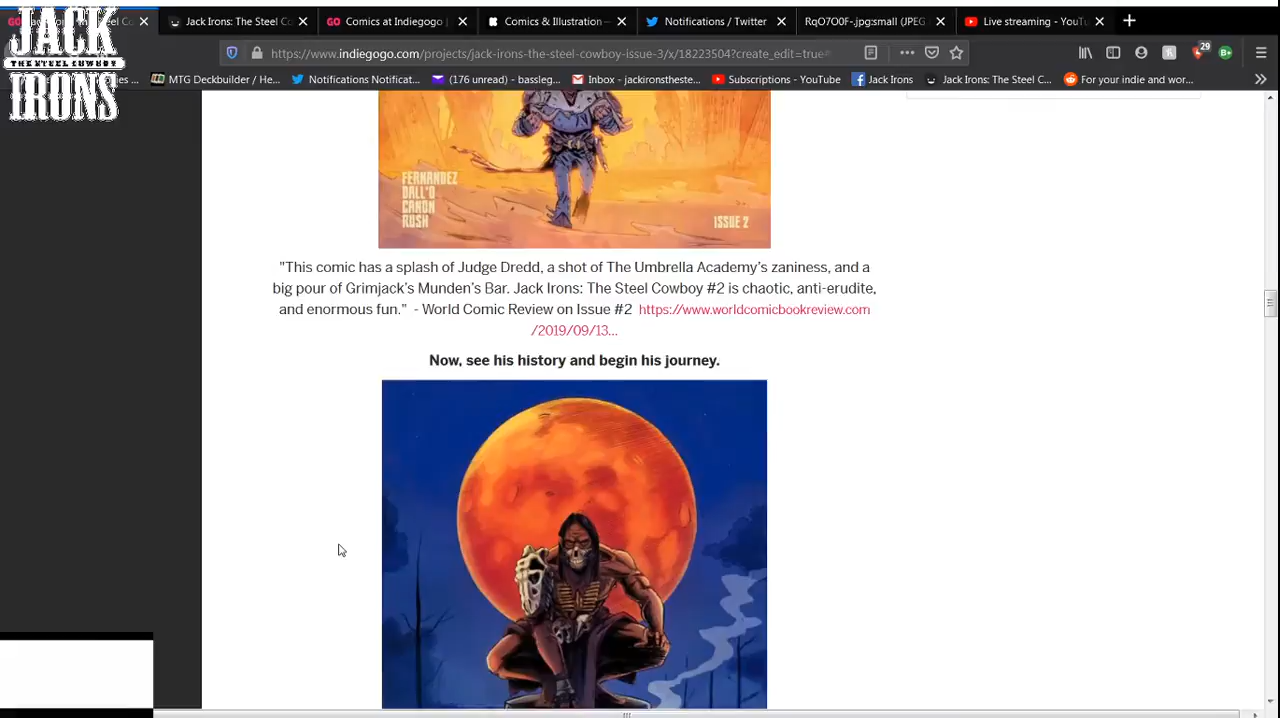 JACK
THE STEEL COWBOY
IRONS
Jack Irons: The Steel Co
Comics at Indiegogo |
Comics & Illustration —
Notifications / Twitter
RqO7O0F-.jpg:small (JPEG
Live streaming - YouTu
https://www.indiegogo.com/projects/jack-irons-the-steel-cowboy-issue-3/x/18223504?create_edit=true
29
MTG Deckbuilder / He...
Notifications Notificat...
(176 unread) - bassleg...
Inbox - jackironsthe ste...
Subscriptions - YouTube
Jack Irons
Jack Irons: The Steel C...
For your indie and wor...
FERNANDEZ
DALL'O
CANON
RUSH
ISSUE 2
"This comic has a splash of Judge Dredd, a shot of The Umbrella Academy's zaniness, and a
big pour of Grimjack's Munden's Bar. Jack Irons: The Steel Cowboy #2 is chaotic, anti-erudite,
and enormous fun." - World Comic Review on Issue #2 https://www.worldcomicbookreview.com
/2019/09/13...
Now, see his history and begin his journey.